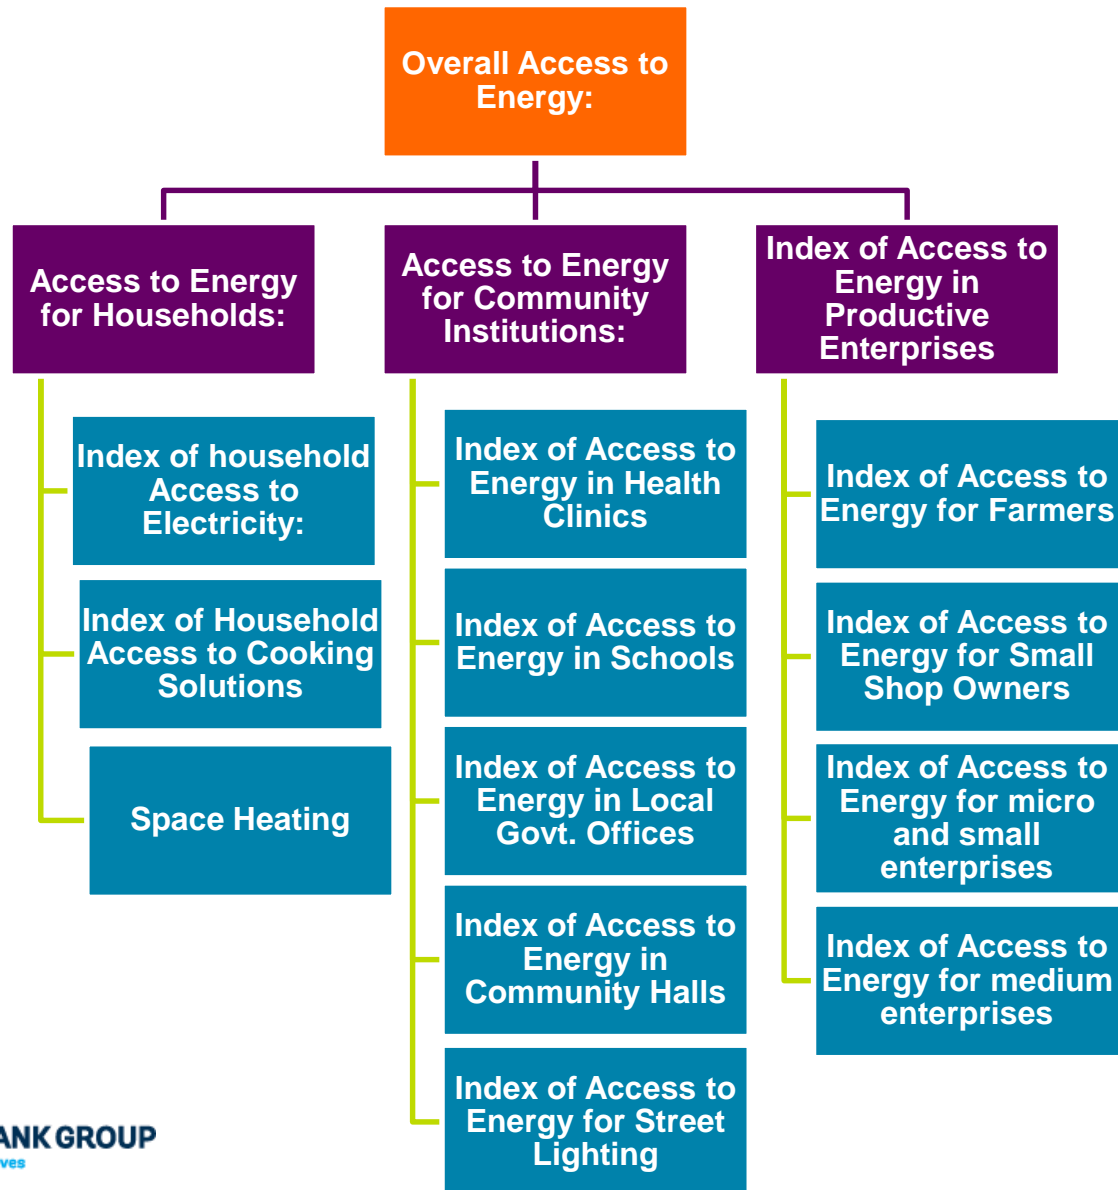 Overall Access to
Energy:
Access to Energy
for Households:
Access to Energy
for Community
Institutions:
Index of Access to
Energy in
Productive
Enterprises
Index of household
Access to
Electricity:
Index of Household
Access to Cooking
Solutions
Space Heating
Index of Access to
Energy in Health
Clinics
Index of Access to
Energy in Schools
Index of Access to
Energy in Local
Govt. Offices
Index of Access to
Energy in
Community Halls
Index of Access to
Energy for Street
Lighting
Index of Access to
Energy for Farmers
Index of Access to
Energy for Small
Shop Owners
Index of Access to
Energy for micro
and small
enterprises
Index of Access to
Energy for medium
enterprises
ANK GROUP
ves